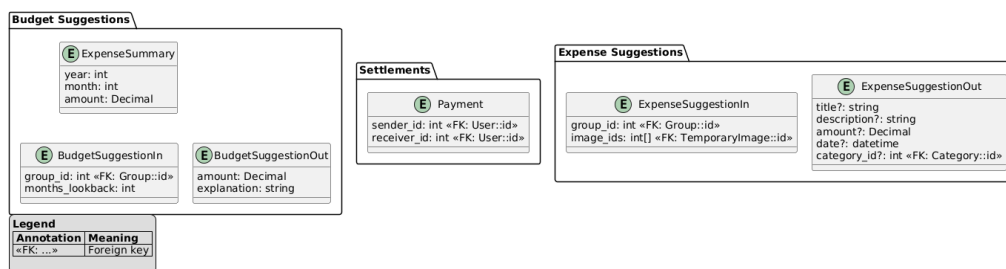 Budget Suggestions
E ExpenseSummary
year: int
month: int
amount: Decimal
E BudgetSuggestionIn
group_id: int «FK: Group::id»
months_lookback: int
E BudgetSuggestionOut
amount: Decimal
explanation: string
Settlements
E Payment
sender_id: int «FK: User::id»
receiver_id: int «FK: User::id»
Expense Suggestions
E ExpenseSuggestionIn
group_id: int «FK: Group::id»
image_ids: int[] «FK: TemporaryImage::id»
E ExpenseSuggestionOut
title?: string
description?: string
amount?: Decimal
date?: datetime
category_id?: int «FK: Category::id»
Legend
Annotation Meaning
«FK: ...» Foreign key